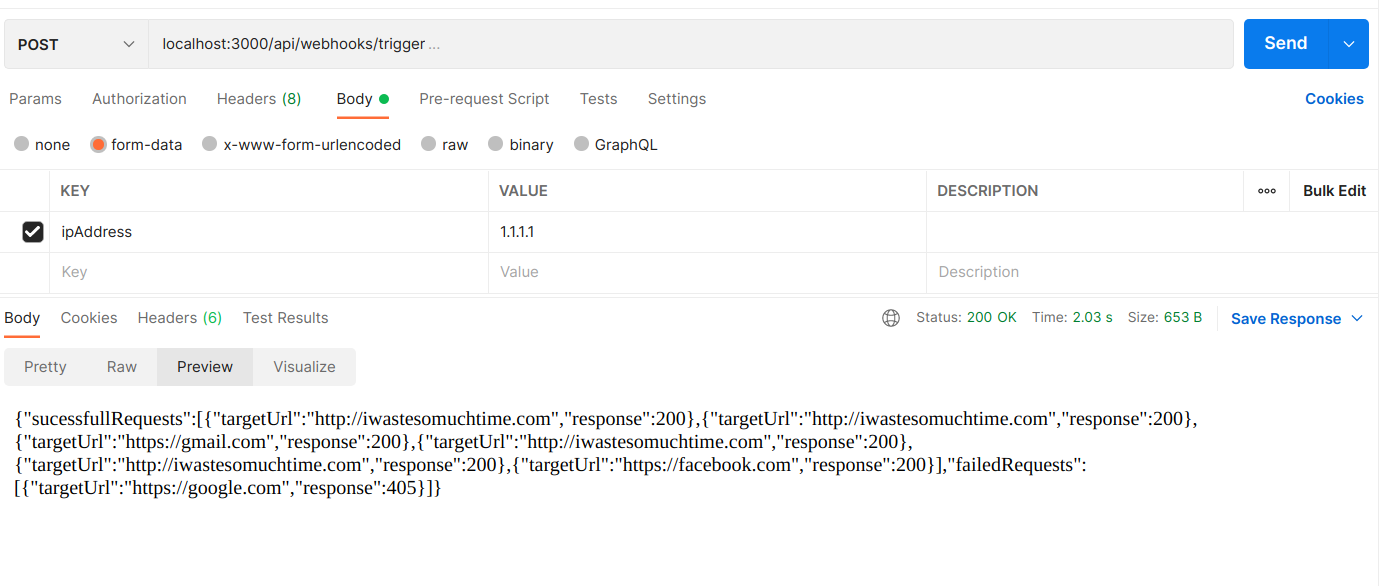 POST localhost:3000/api/webhooks/trigger ... Send
Params Authorization Headers (8) Body Pre-request Script Tests Settings Cookies
none form-data x-www-form-urlencoded raw binary GraphQL
KEY VALUE DESCRIPTION ooo Bulk Edit
ipAddress 1.1.1.1
Key Value Description
Body Cookies Headers (6) Test Results Status: 200 OK Time: 2.03 s Size: 653 B Save Response
Pretty Raw Preview Visualize
{"sucessfullRequests":[{"targetUrl":"http://iwastesomuchtime.com","response":200},{"targetUrl":"http://iwastesomuchtime.com","response":200},
{"targetUrl":"https://gmail.com","response":200},{"targetUrl":"http://iwastesomuchtime.com","response":200},
{"targetUrl":"http://iwastesomuchtime.com","response":200},{"targetUrl":"https://facebook.com","response":200}],"failedRequests":
[{"targetUrl":"https://google.com","response":405}]}